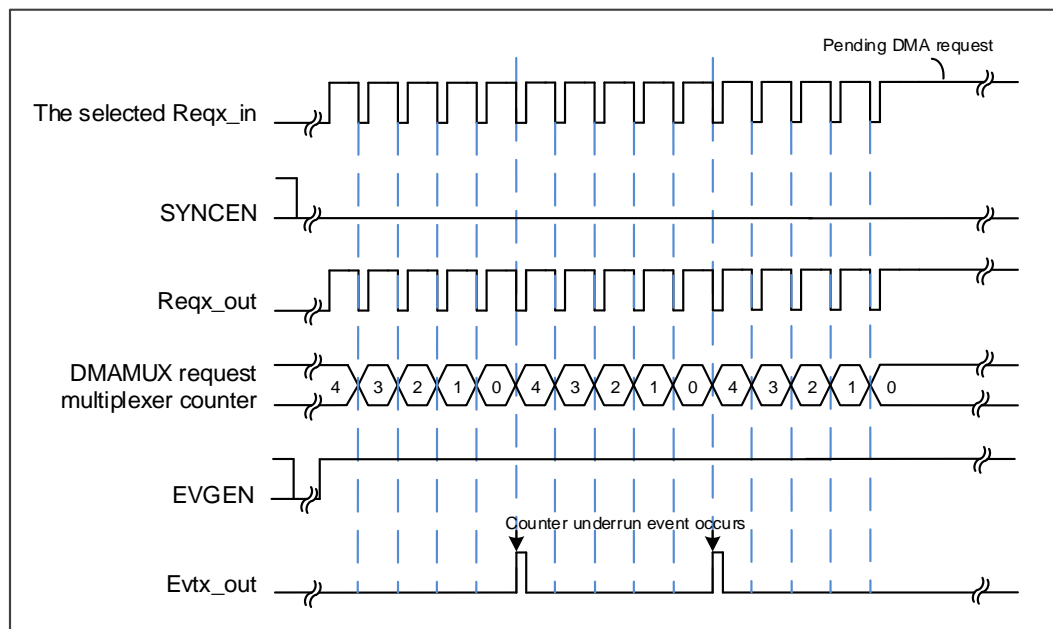 Pending DMA request
The selected Reqx_in
SYNCEN
Reqx_out
DMAMUX request
multiplexer counter
4 3 2 1 0 4 3 2 1 0 4 3 2 1 0
EVGEN
Counter underrun event occurs
Evtx_out